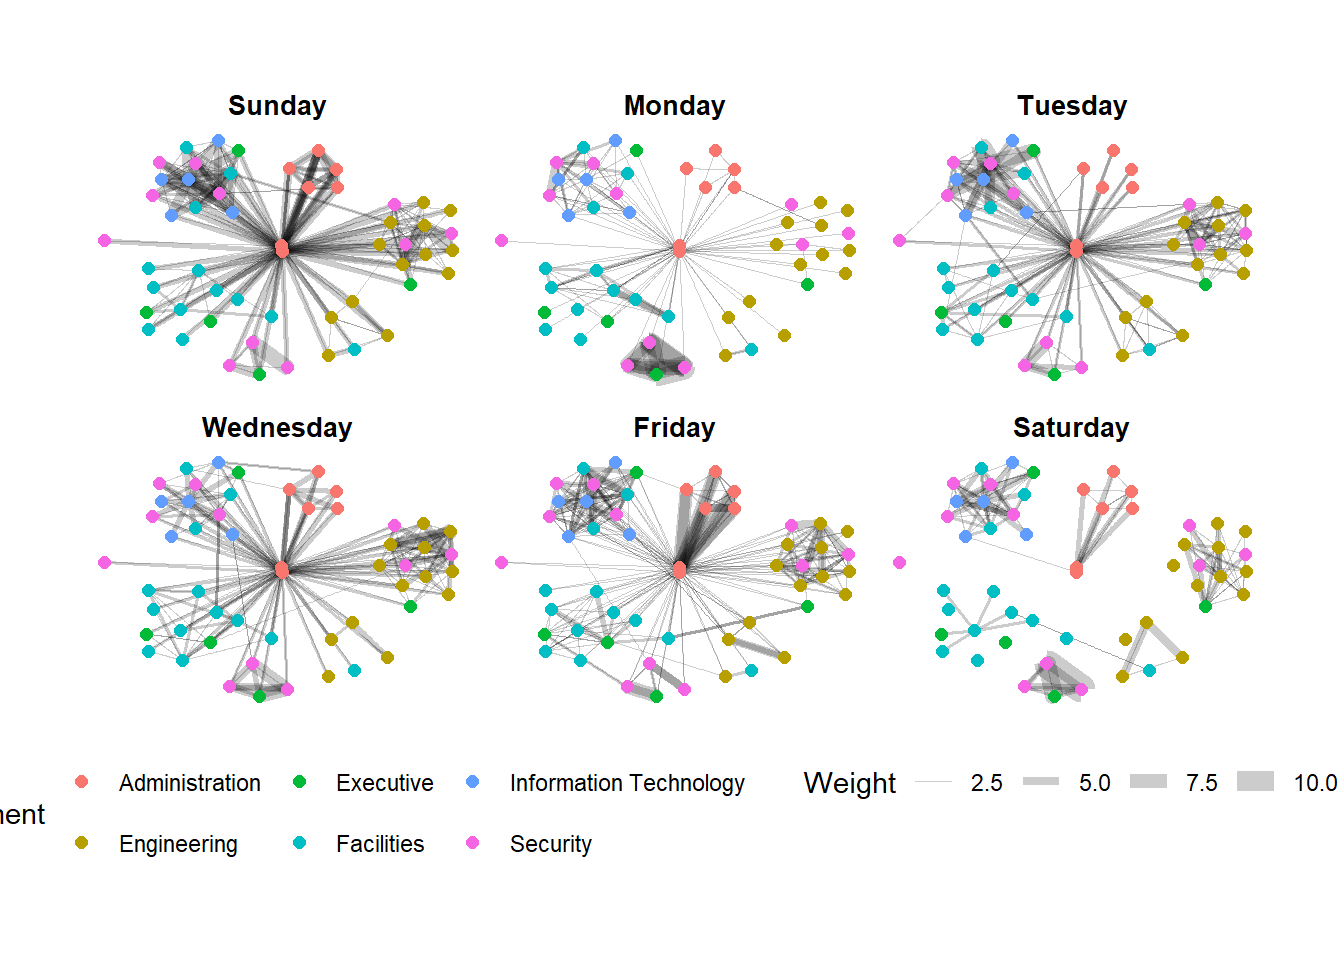 Sunday Monday Tuesday
Wednesday Friday Saturday
Administration Executive Information Technology Weight 2.5 5.0 7.5 10.0
Engineering Facilities Security